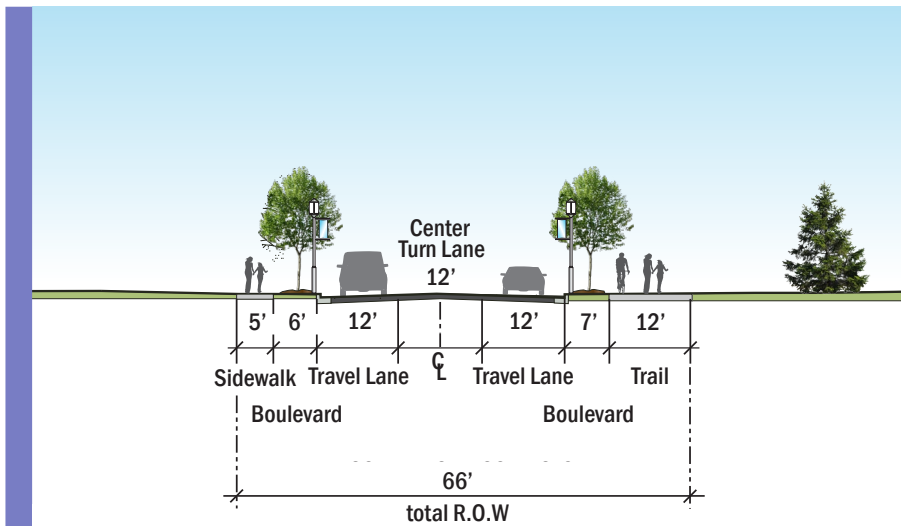 Center
Turn Lane
12’
5’ 6’ 12’ 12’ 7’ 12’
℄
Sidewalk Travel Lane Travel Lane Trail
Boulevard Boulevard
66’
total R.O.W